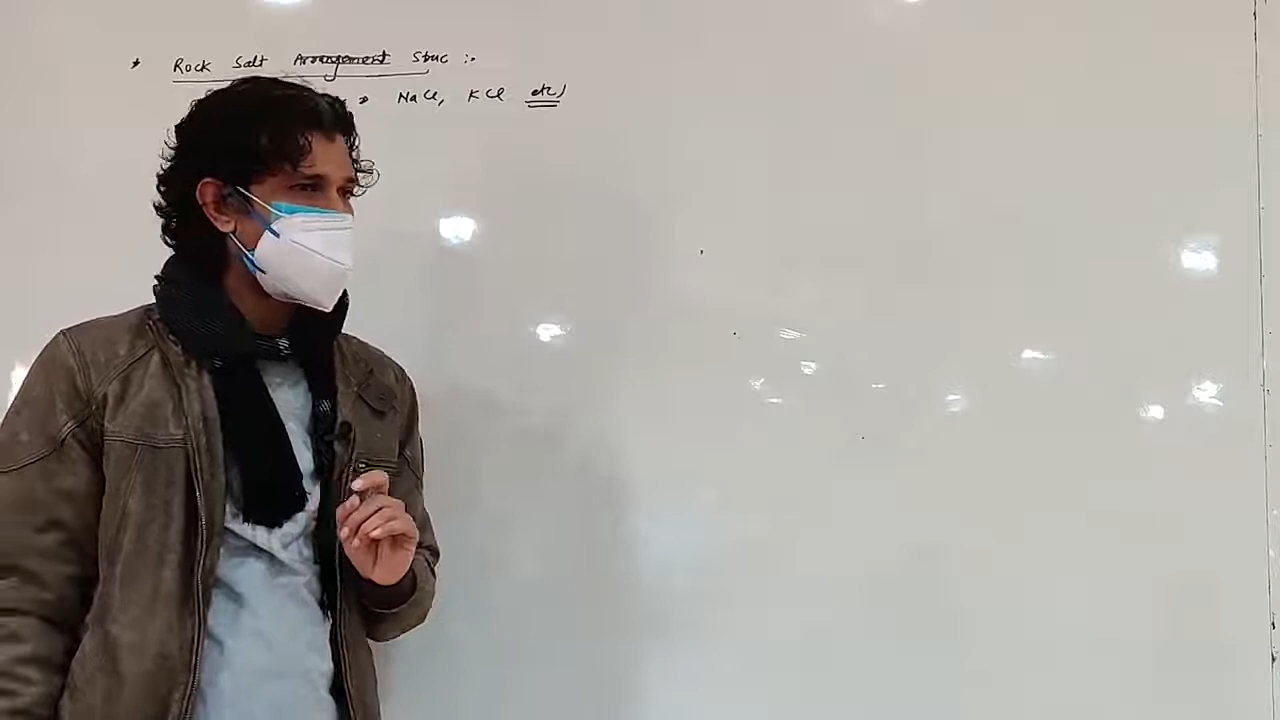 * Rock Salt Arrangement Struc :-
* NaCl, KCl etc)